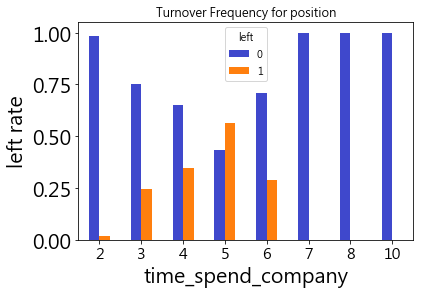 Turnover Frequency for position
left
0
1
left rate
1.00
0.75
0.50
0.25
0.00
2 3 4 5 6 7 8 10
time_spend_company